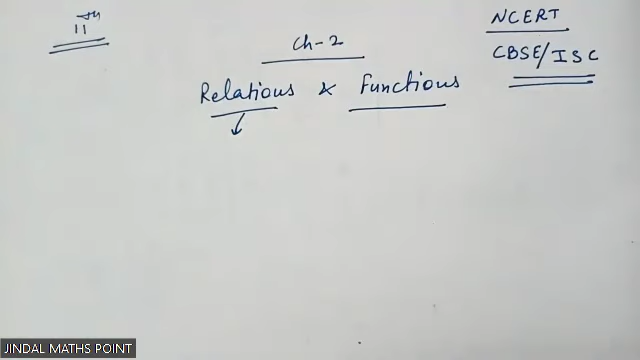 11th
NCERT
CBSE/ISC
Ch-2
Relations & Functions
JINDAL MATHS POINT